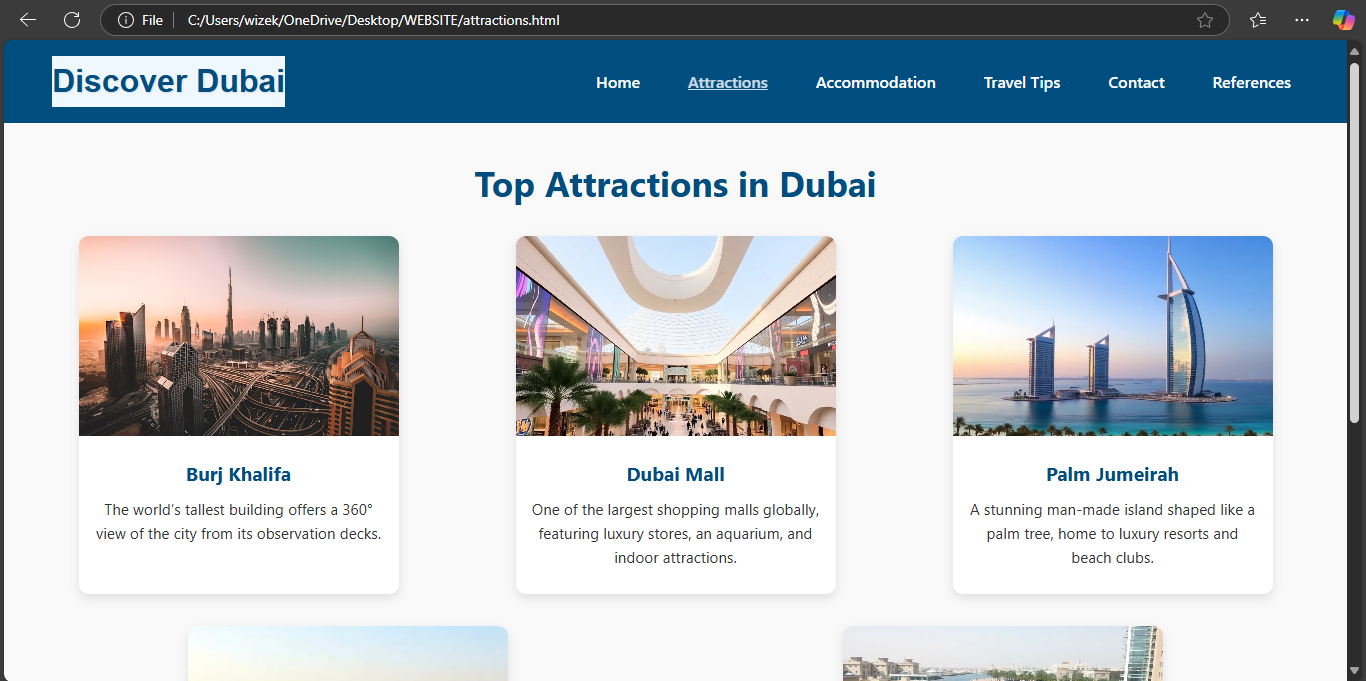 File
C:/Users/wizek/OneDrive/Desktop/WEBSITE/attractions.html
Discover Dubai
Home
Attractions
Accommodation
Travel Tips
Contact
References
Top Attractions in Dubai
Burj Khalifa
The world’s tallest building offers a 360°
view of the city from its observation decks.
Dubai Mall
One of the largest shopping malls globally,
featuring luxury stores, an aquarium, and
indoor attractions.
Palm Jumeirah
A stunning man-made island shaped like a
palm tree, home to luxury resorts and
beach clubs.